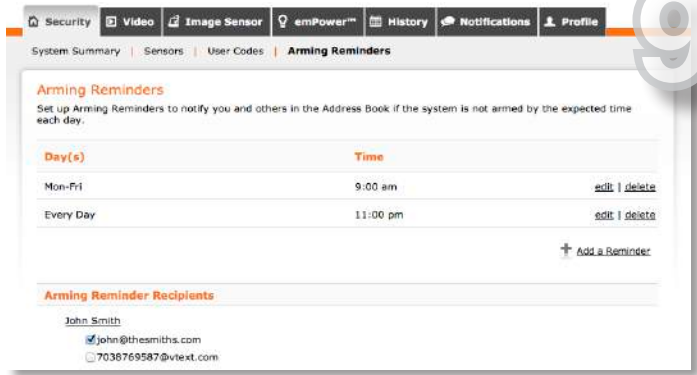 Security Video Image Sensor emPower™ History Notifications Profile
System Summary | Sensors | User Codes | Arming Reminders
9
Arming Reminders
Set up Arming Reminders to notify you and others in the Address Book if the system is not armed by the expected time
each day.
Day(s) Time
Mon-Fri 9:00 am edit | delete
Every Day 11:00 pm edit | delete
Add a Reminder
Arming Reminder Recipients
John Smith
john@thesmiths.com
7038769587@vtext.com